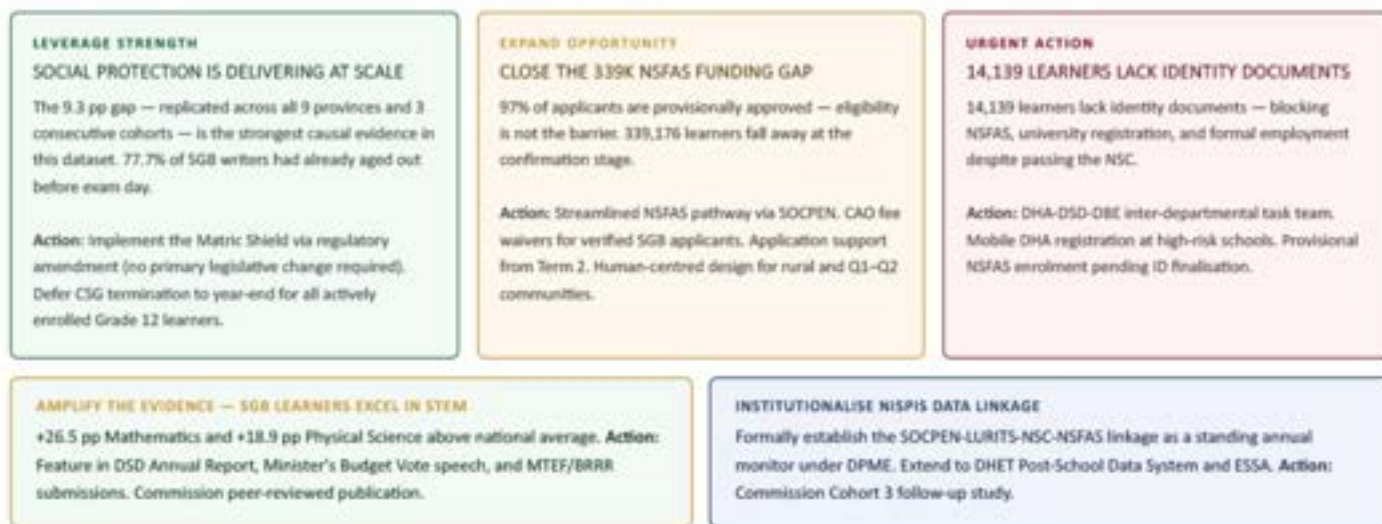 LEVERAGE STRENGTH
SOCIAL PROTECTION IS DELIVERING AT SCALE
The 9.3 pp gap — replicated across all 9 provinces and 3
consecutive cohorts — is the strongest causal evidence in
this dataset. 77.7% of SGB writers had already aged out
before exam day.
Action: Implement the Matric Shield via regulatory
amendment (no primary legislative change required).
Defer CSG termination to year-end for all actively
enrolled Grade 12 learners.
EXPAND OPPORTUNITY
CLOSE THE 339K NSFAS FUNDING GAP
97% of applicants are provisionally approved — eligibility
is not the barrier. 339,176 learners fall away at the
confirmation stage.
Action: Streamlined NSFAS pathway via SOCPEN. CAO fee
waivers for verified SGB applicants. Application support
from Term 2. Human-centred design for rural and Q1–Q2
communities.
URGENT ACTION
14,139 LEARNERS LACK IDENTITY DOCUMENTS
14,139 learners lack identity documents — blocking
NSFAS, university registration, and formal employment
despite passing the NSC.
Action: DHA-DSD-DBE inter-departmental task team.
Mobile DHA registration at high-risk schools. Provisional
NSFAS enrolment pending ID finalisation.
AMPLIFY THE EVIDENCE — SGB LEARNERS EXCEL IN STEM
+26.5 pp Mathematics and +18.9 pp Physical Science above national average. Action:
Feature in DSD Annual Report, Minister's Budget Vote speech, and MTEF/BRRR
submissions. Commission peer-reviewed publication.
INSTITUTIONALISE NISPIS DATA LINKAGE
Formally establish the SOCPEN-LURITS-NSC-NSFAS linkage as a standing annual
monitor under DPME. Extend to DHET Post-School Data System and ESSA. Action:
Commission Cohort 3 follow-up study.